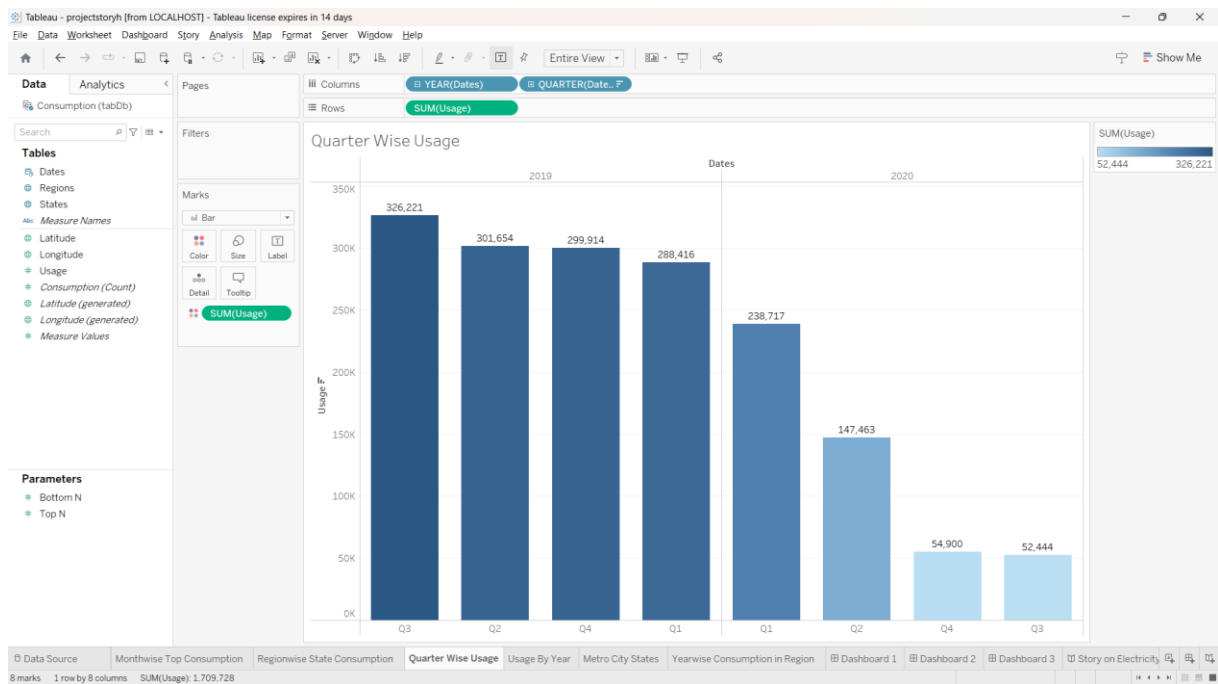 Tableau - projectstoryh [from LOCALHOST] - Tableau license expires in 14 days
File Data Worksheet Dashboard Story Analysis Map Format Server Window Help
Entire View
Show Me
Data Analytics
Pages
Columns YEAR(Dates) QUARTER(Date..
Consumption (tabDb)
Rows SUM(Usage)
Search
Filters
Tables
Dates
Regions
States
Abc Measure Names
Latitude
Longitude
# Usage
# Consumption (Count)
Latitude (generated)
Longitude (generated)
# Measure Values
Parameters
# Bottom N
# Top N
Marks
Bar
Color Size Label
Detail Tooltip
SUM(Usage)
Quarter Wise Usage
Dates
2019 2020
Usage
350K
300K
250K
200K
150K
100K
50K
0K
326,221
301,654
299,914
288,416
238,717
147,463
54,900
52,444
Q3 Q2 Q4 Q1 Q1 Q2 Q4 Q3
SUM(Usage)
52,444 326,221
Data Source Monthwise Top Consumption Regionwise State Consumption Quarter Wise Usage Usage By Year Metro City States Yearwise Consumption in Region Dashboard 1 Dashboard 2 Dashboard 3 Story on Electricity
8 marks 1 row by 8 columns SUM(Usage): 1,709,728